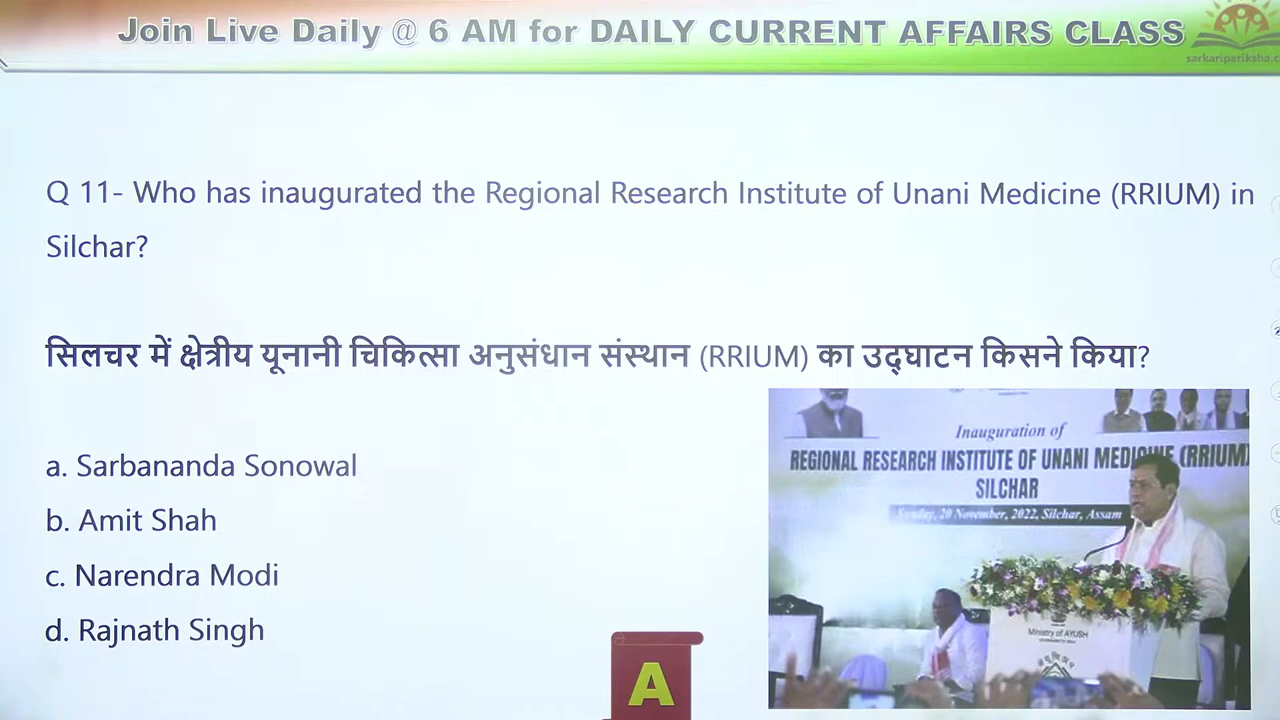 Join Live Daily @ 6 AM for DAILY CURRENT AFFAIRS CLASS
sarkaripariksha.c
Q 11- Who has inaugurated the Regional Research Institute of Unani Medicine (RRIUM) in
Silchar?
सिलचर में क्षेत्रीय यूनानी चिकित्सा अनुसंधान संस्थान (RRIUM) का उद्घाटन किसने किया?
a. Sarbananda Sonowal
b. Amit Shah
c. Narendra Modi
d. Rajnath Singh
Inauguration of
REGIONAL RESEARCH INSTITUTE OF UNANI MEDICINE (RRIUM)
SILCHAR
Sunday, 20 November, 2022, Silchar, Assam
Ministry of AYUSH
A